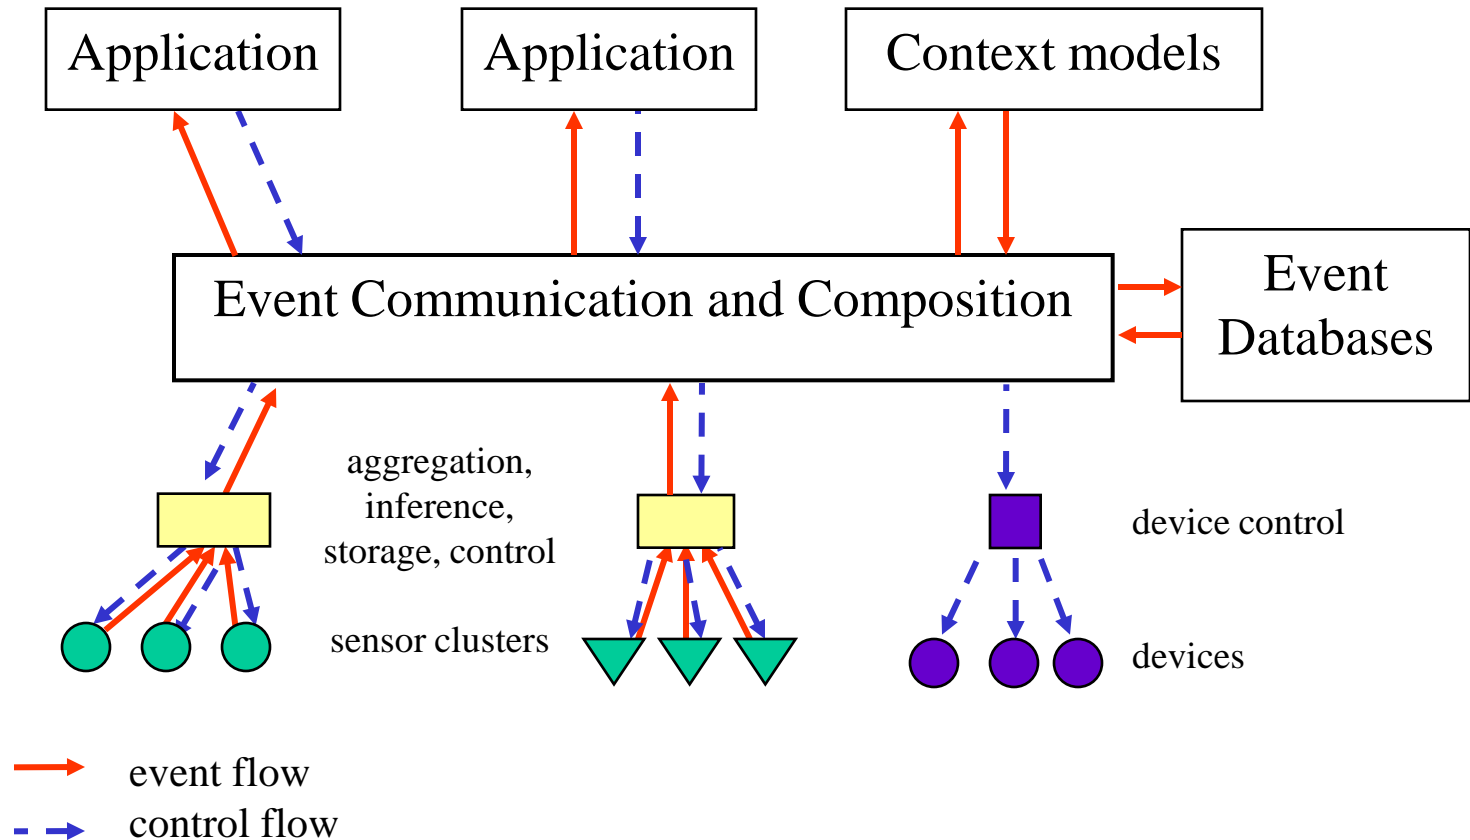 Application
Application
Context models
Event Communication and Composition
Event
Databases
aggregation,
inference,
storage, control
device control
sensor clusters
devices
event flow
control flow